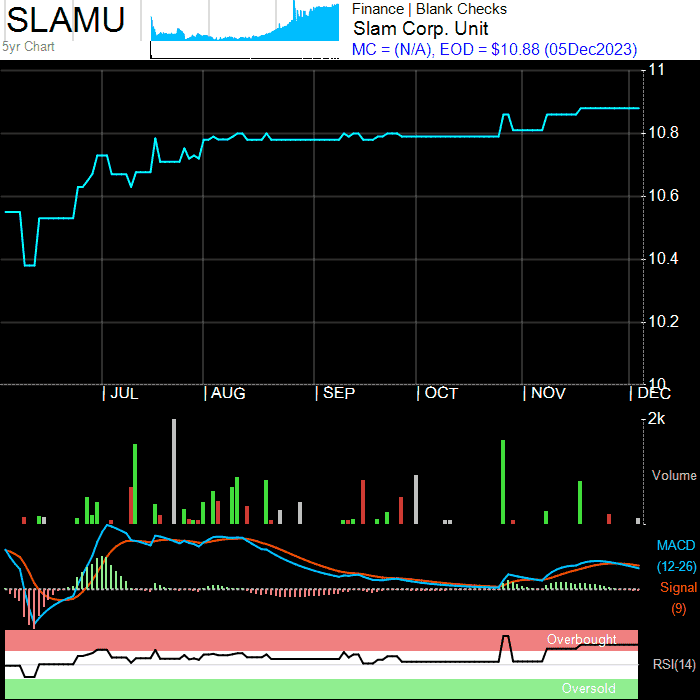 SLAMU
5yr Chart
Finance | Blank Checks
Slam Corp. Unit
MC = (N/A), EOD = $10.88 (05Dec2023)
11
10.8
10.6
10.4
10.2
10
JUL
AUG
SEP
OCT
NOV
DEC
2k
Volume
MACD
(12-26)
Signal
(9)
Overbought
RSI(14)
Oversold